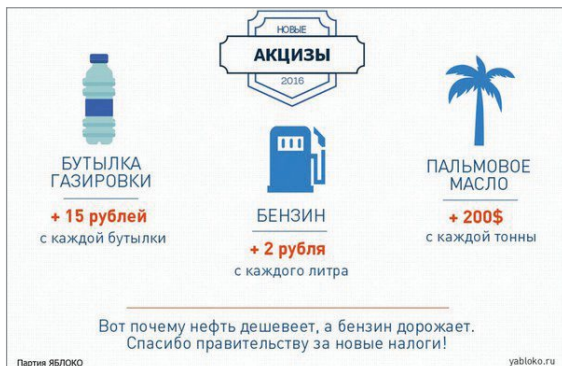 НОВЫЕ
АКЦИЗЫ
2016
БУТЫЛКА
ГАЗИРОВКИ
+ 15 рублей
с каждой бутылки
БЕНЗИН
+ 2 рубля
с каждого литра
ПАЛЬМОВОЕ
МАСЛО
+ 200$
с каждой тонны
Вот почему нефть дешевеет, а бензин дорожает.
Спасибо правительству за новые налоги!
Партия ЯБЛОКО
yabloko.ru